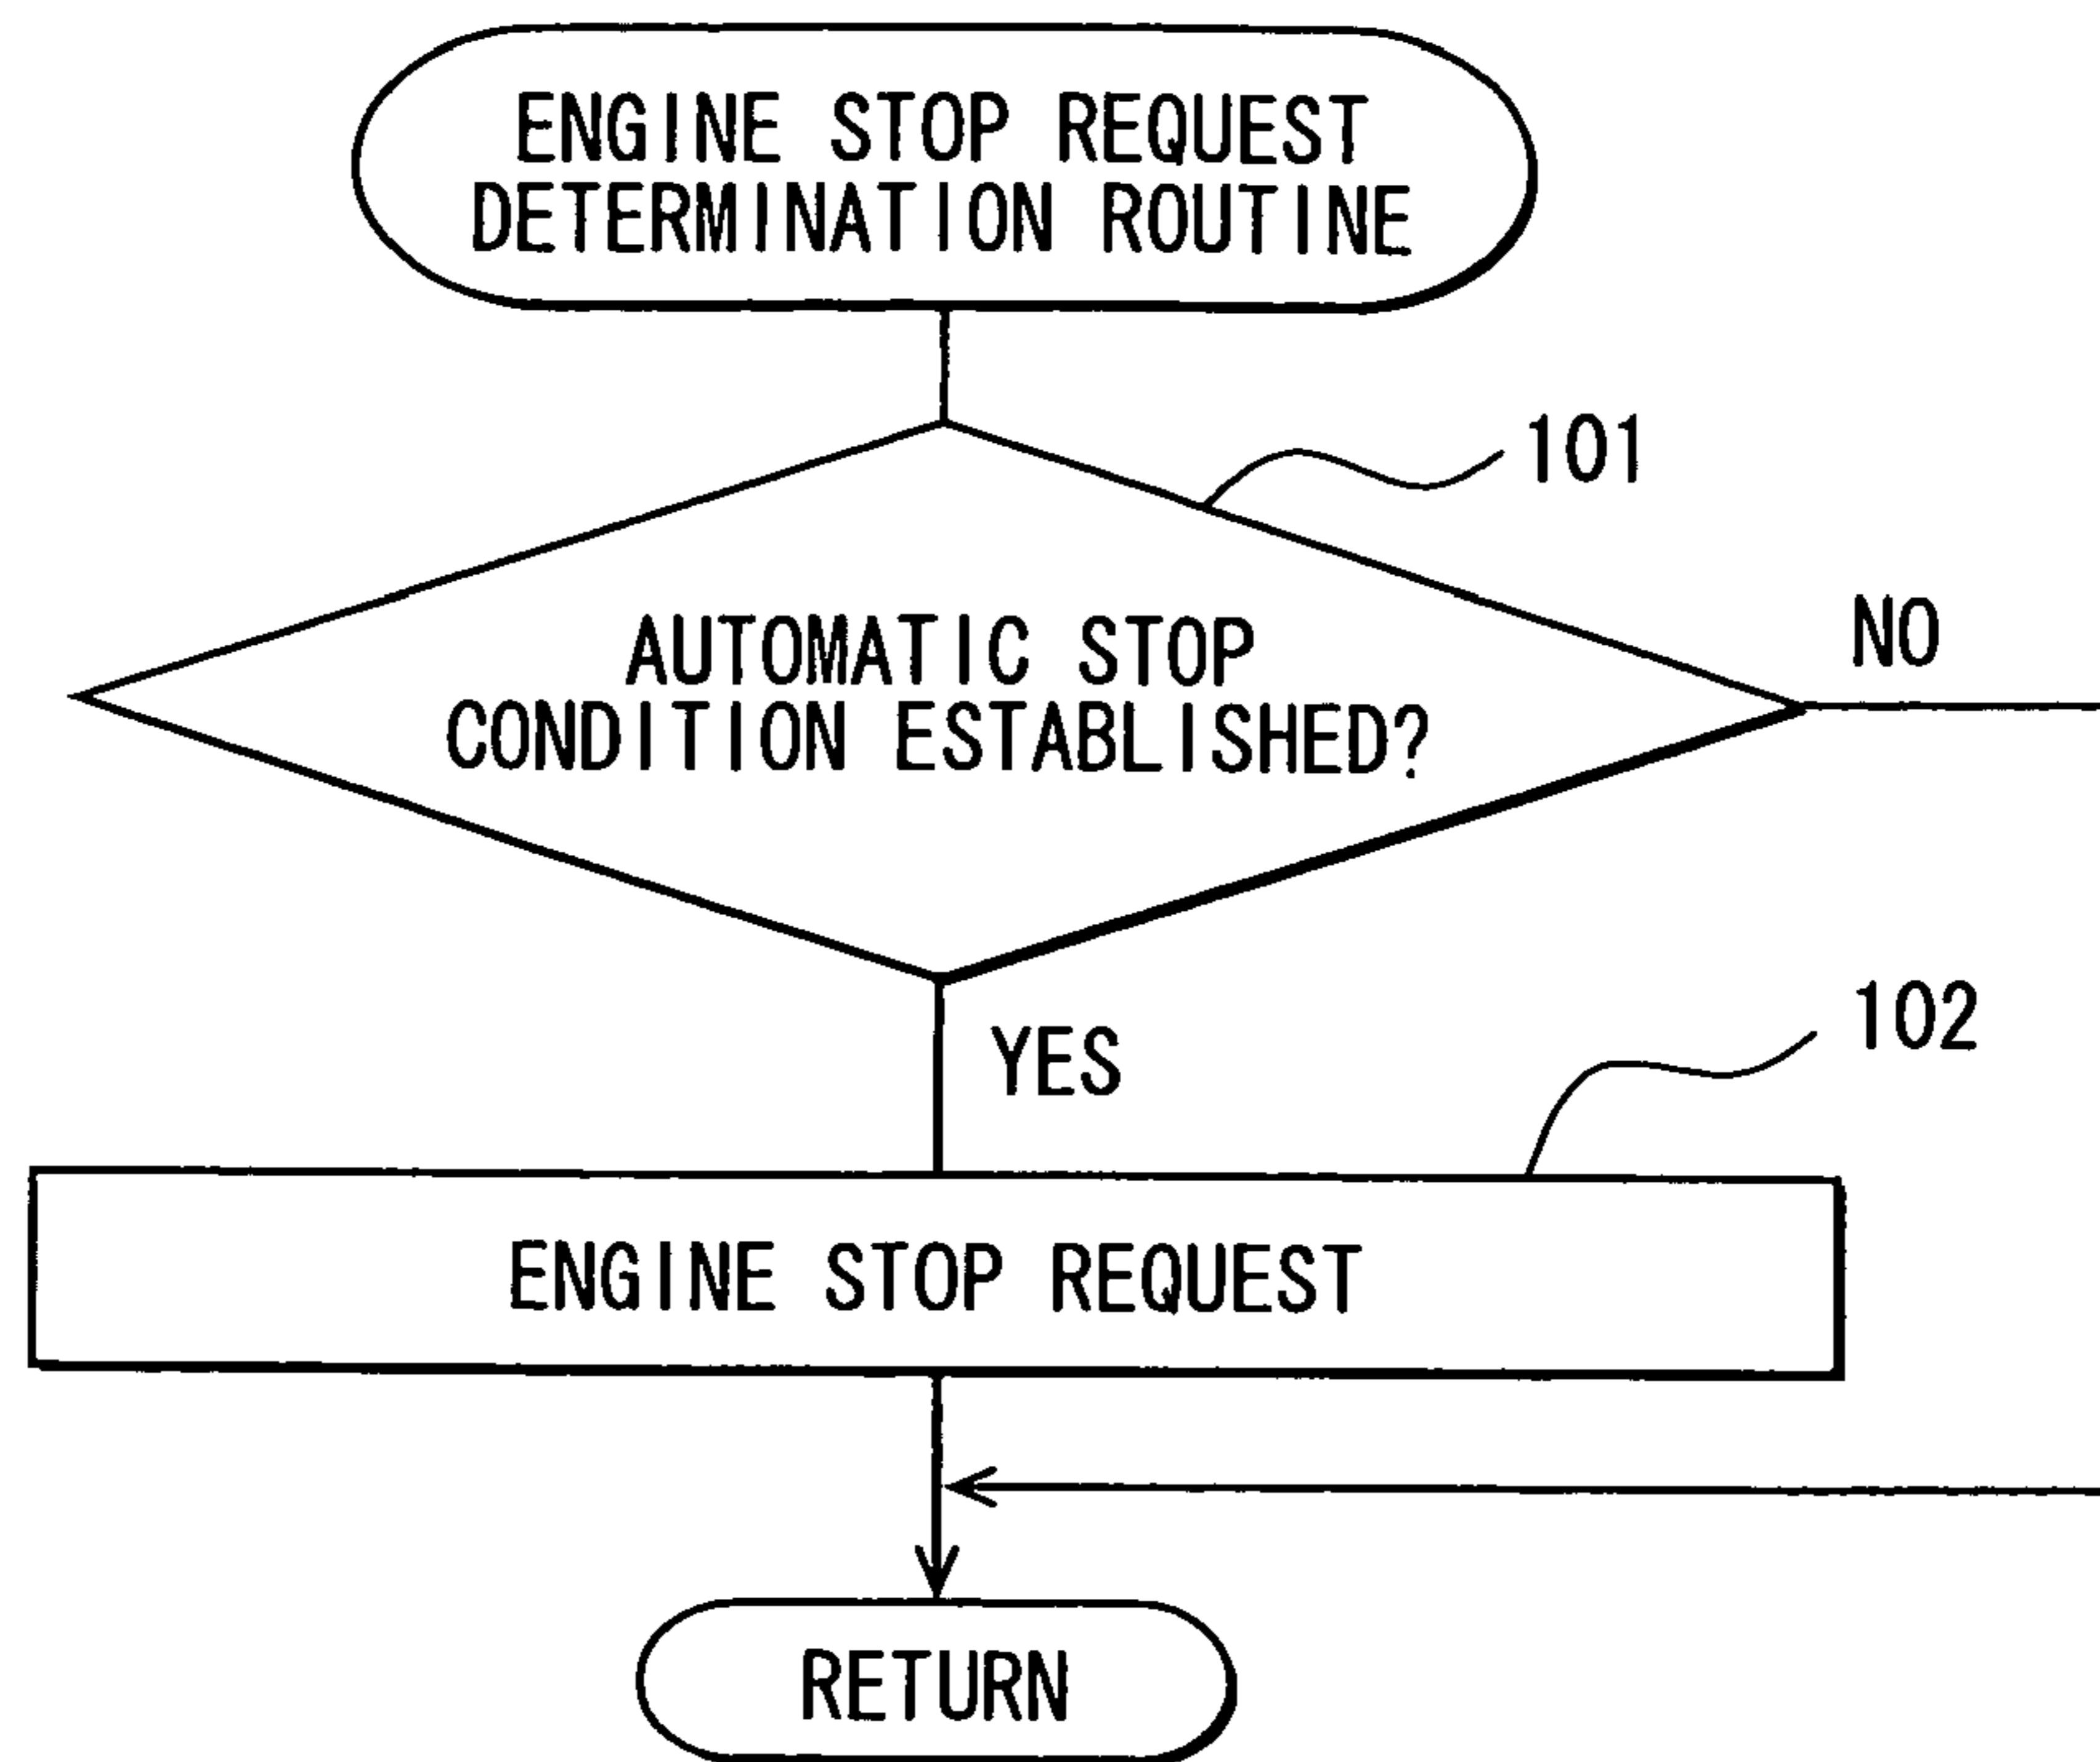 ENGINE STOP REQUEST
DETERMINATION ROUTINE
101
AUTOMATIC STOP
CONDITION ESTABLISHED?
NO
YES
102
ENGINE STOP REQUEST
RETURN